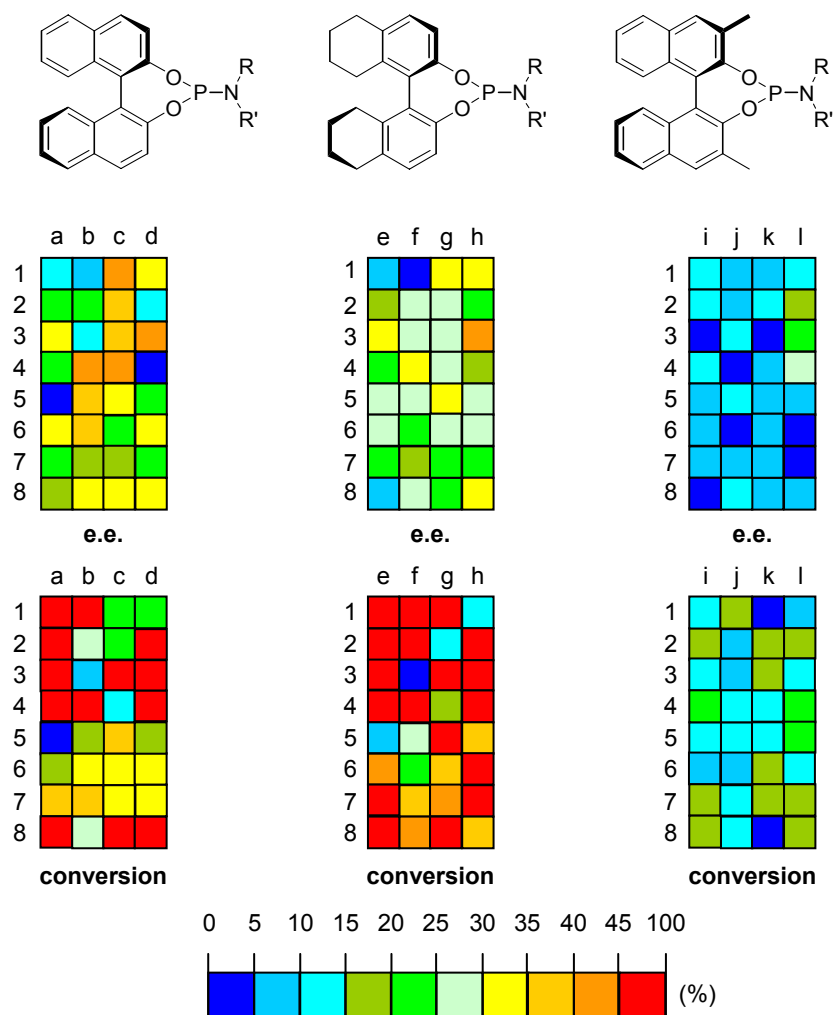 R
O
P N
O
R'
R
O
P N
O
R'
R
O
P N
O
R'
a b c d
e f g h
i j k l
1 1 1
2 2 2
3 3 3
4 4 4
5 5 5
6 6 6
7 7 7
8 8 8
e.e. e.e. e.e.
a b c d
e f g h
i j k l
1 1 1
2 2 2
3 3 3
4 4 4
5 5 5
6 6 6
7 7 7
8 8 8
conversion conversion conversion
0 5 10 15 20 25 30 35 40 45 100
(%)